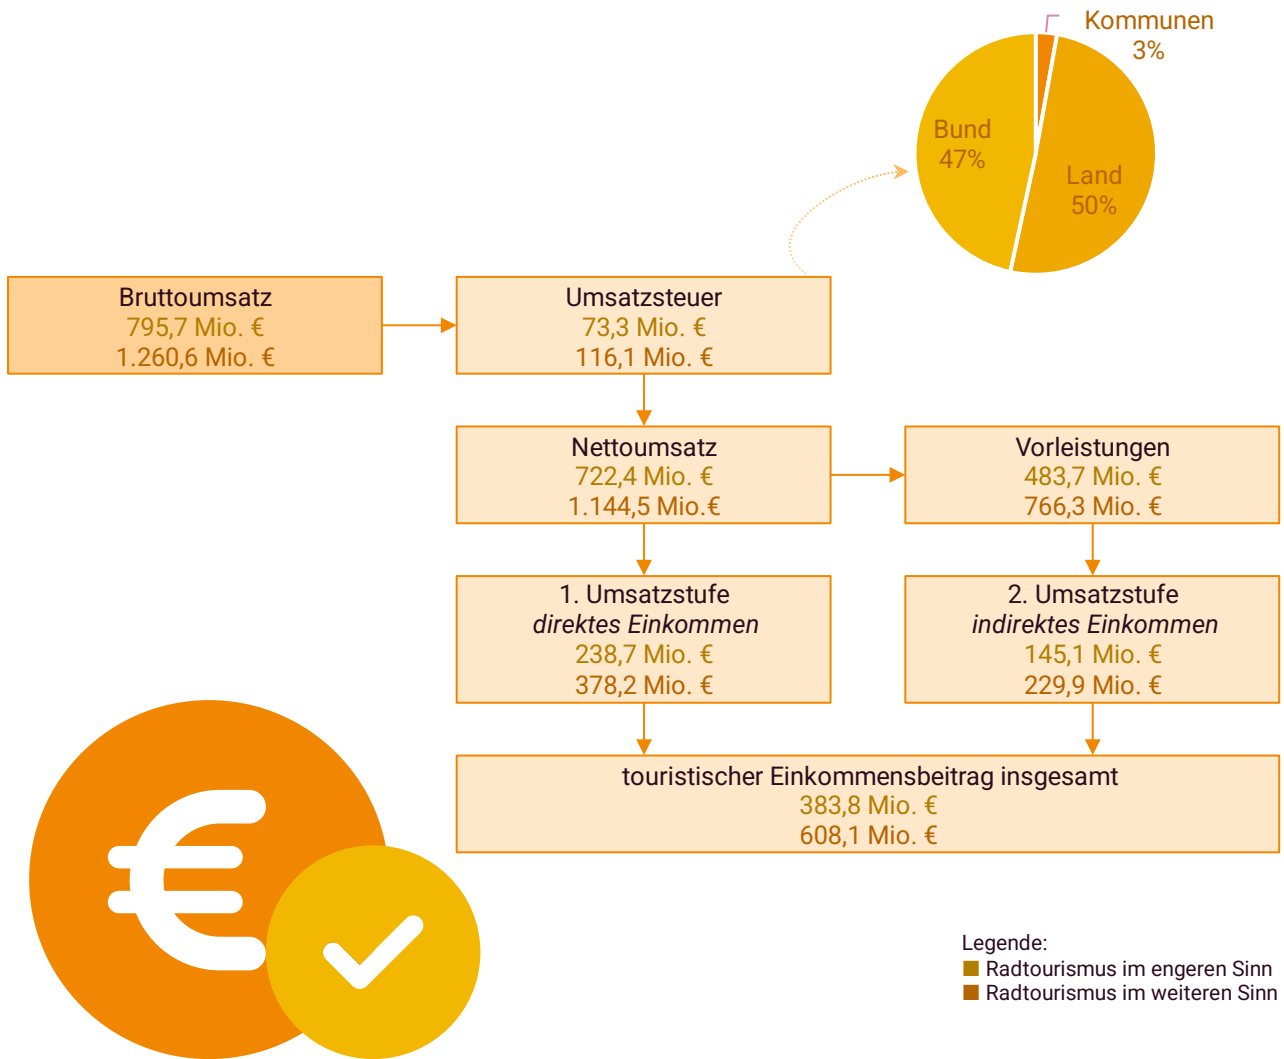 Kommunen
3%
Bund
47%
Land
50%
Bruttoumsatz
795,7 Mio. €
1.260,6 Mio. €
Umsatzsteuer
73,3 Mio. €
116,1 Mio. €
Nettoumsatz
722,4 Mio. €
1.144,5 Mio.€
Vorleistungen
483,7 Mio. €
766,3 Mio. €
1. Umsatzstufe
direktes Einkommen
238,7 Mio. €
378,2 Mio. €
2. Umsatzstufe
indirektes Einkommen
145,1 Mio. €
229,9 Mio. €
touristischer Einkommensbeitrag insgesamt
383,8 Mio. €
608,1 Mio. €
€
Legende:
Radtourismus im engeren Sinn
Radtourismus im weiteren Sinn